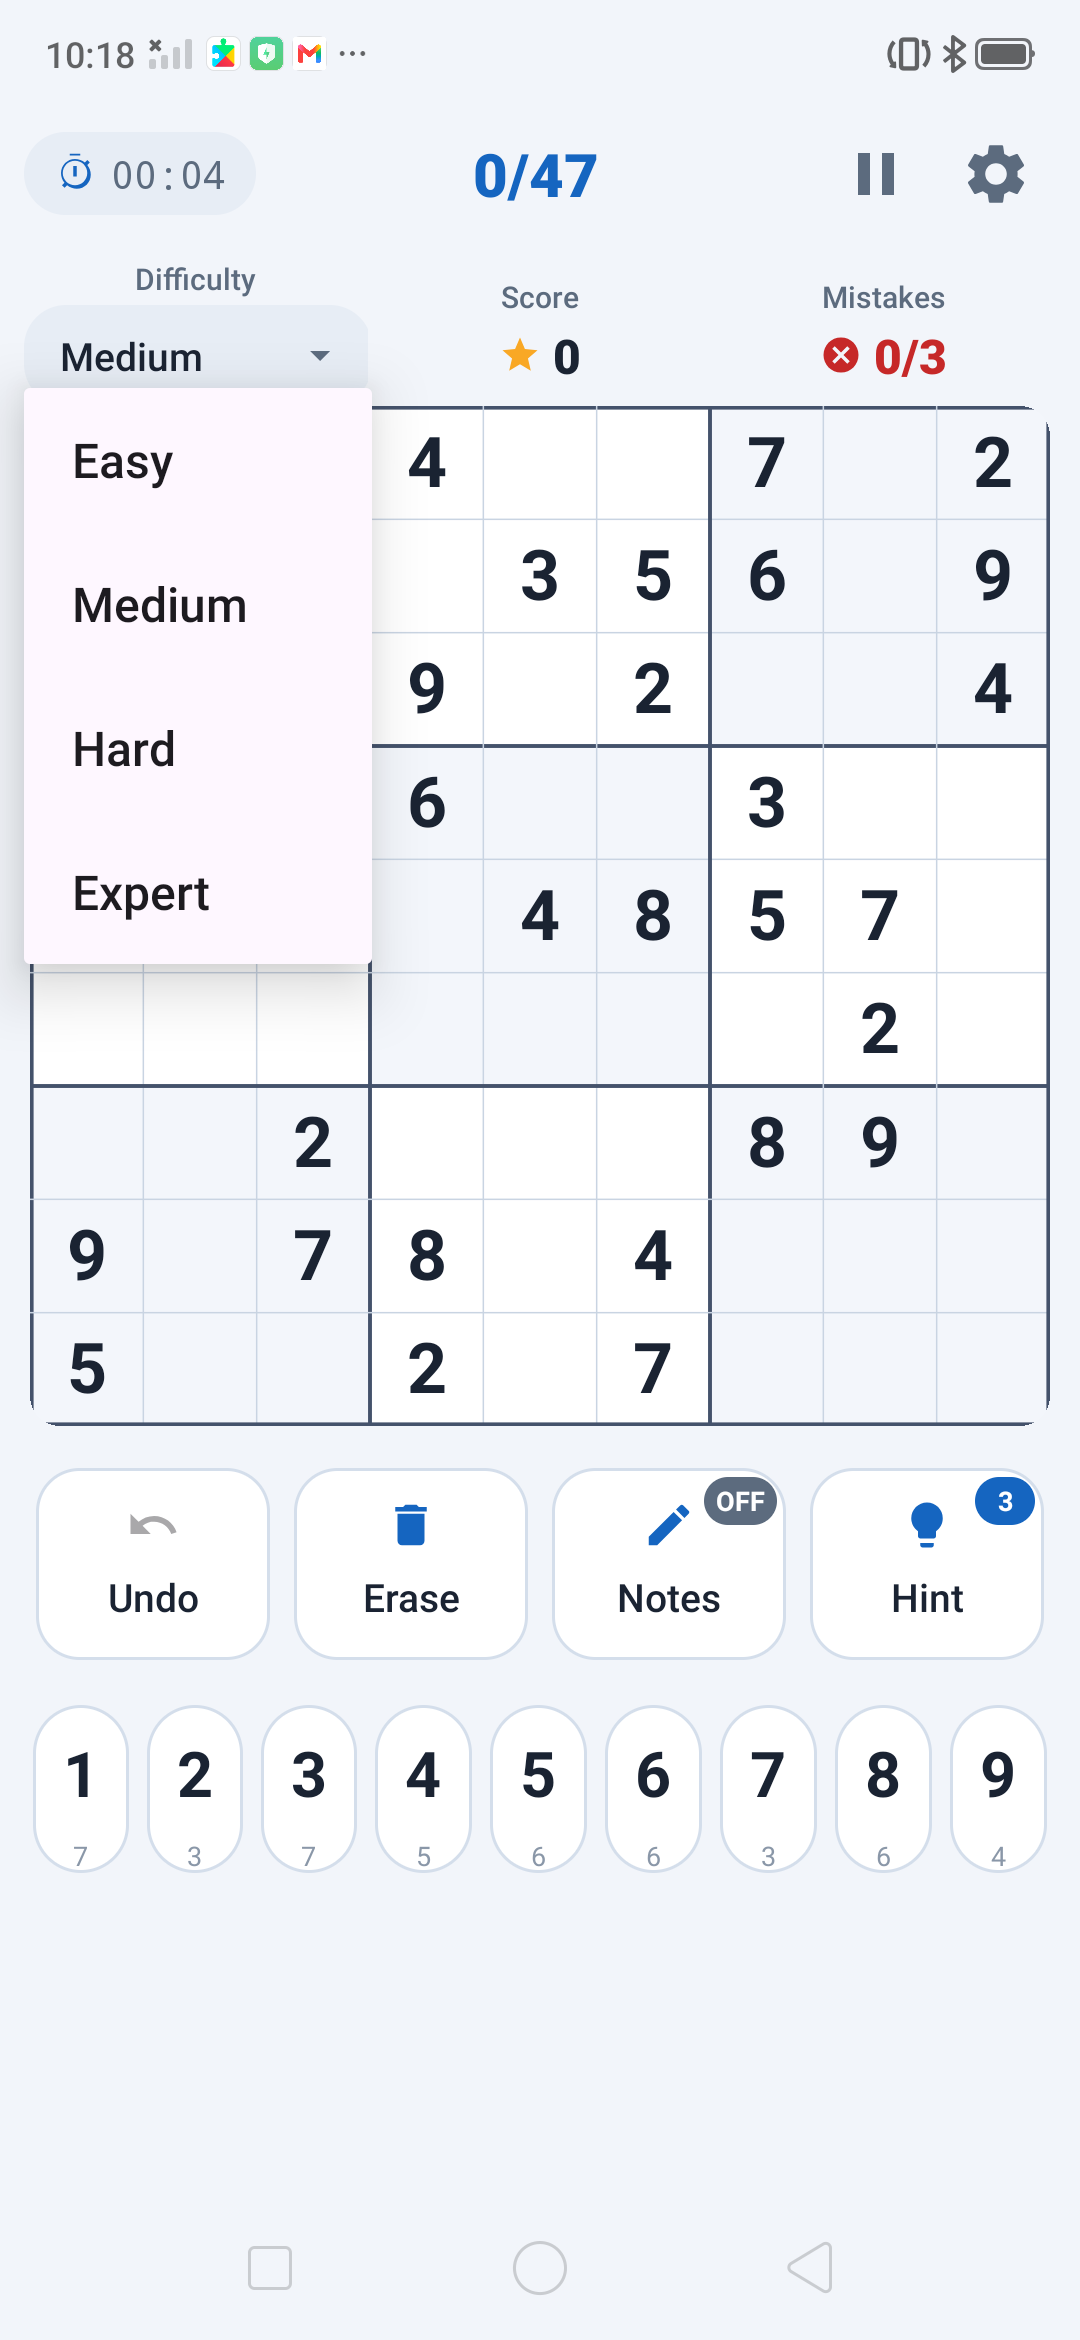 10:18
00:04 0/47
Difficulty Score Mistakes
Medium 0 0/3
Easy
Medium
Hard
Expert
4 7 2
3 5 6 9
9 2 4
6 3
4 8 5 7
2
2 8 9
9 7 8 4
5 2 7
OFF 3
Undo Erase Notes Hint
1 2 3 4 5 6 7 8 9
7 3 7 5 6 6 3 6 4